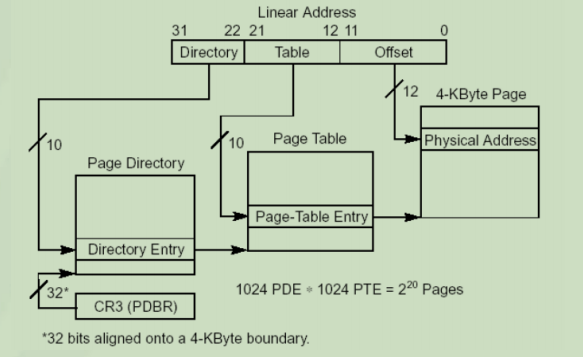 Linear Address
31 22 21 12 11 0
Directory Table Offset
12
4-KByte Page
10
10
Page Table
Physical Address
Page Directory
Page-Table Entry
Directory Entry
32*
1024 PDE * 1024 PTE = 2²⁰ Pages
CR3 (PDBR)
*32 bits aligned onto a 4-KByte boundary.